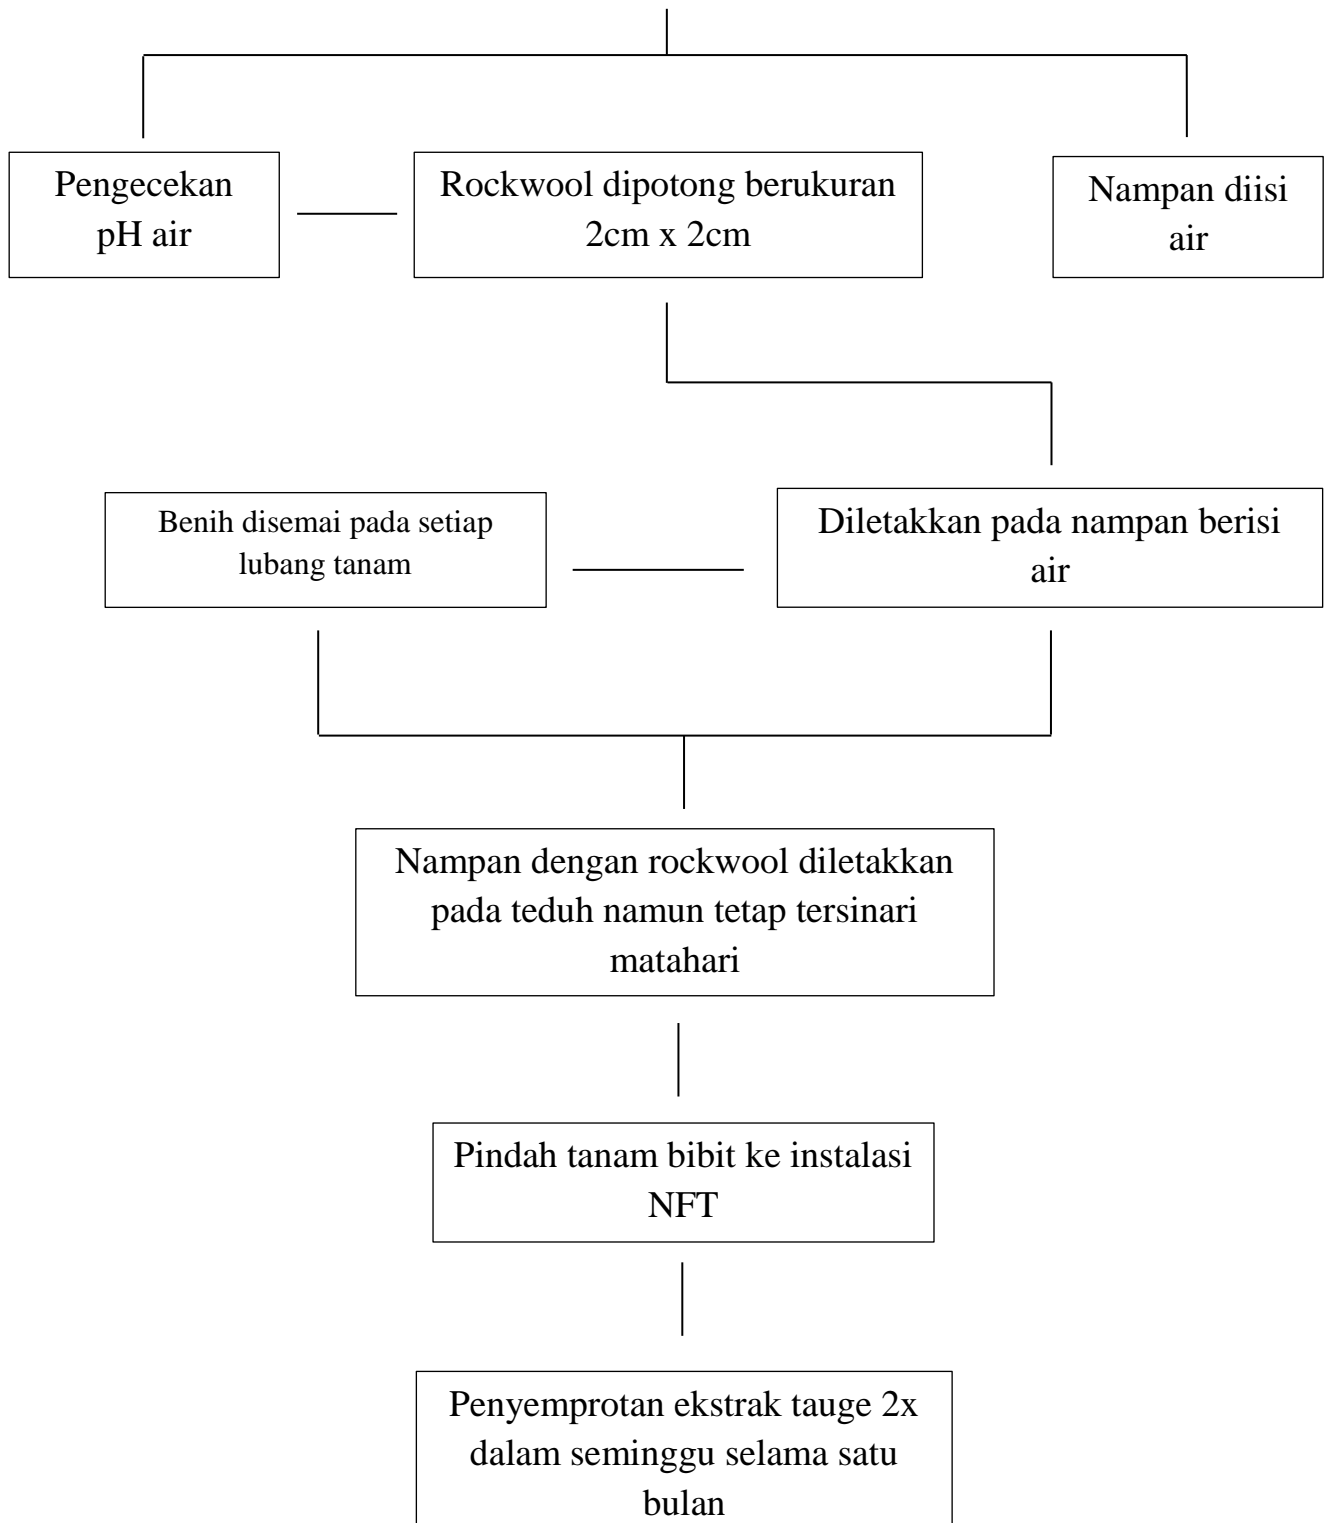 Pengecekan
pH air
Rockwool dipotong berukuran
2cm x 2cm
Nampan diisi
air
Benih disemai pada setiap
lubang tanam
Diletakkan pada nampan berisi
air
Nampan dengan rockwool diletakkan
pada teduh namun tetap tersinari
matahari
Pindah tanam bibit ke instalasi
NFT
Penyemprotan ekstrak tauge 2x
dalam seminggu selama satu
bulan